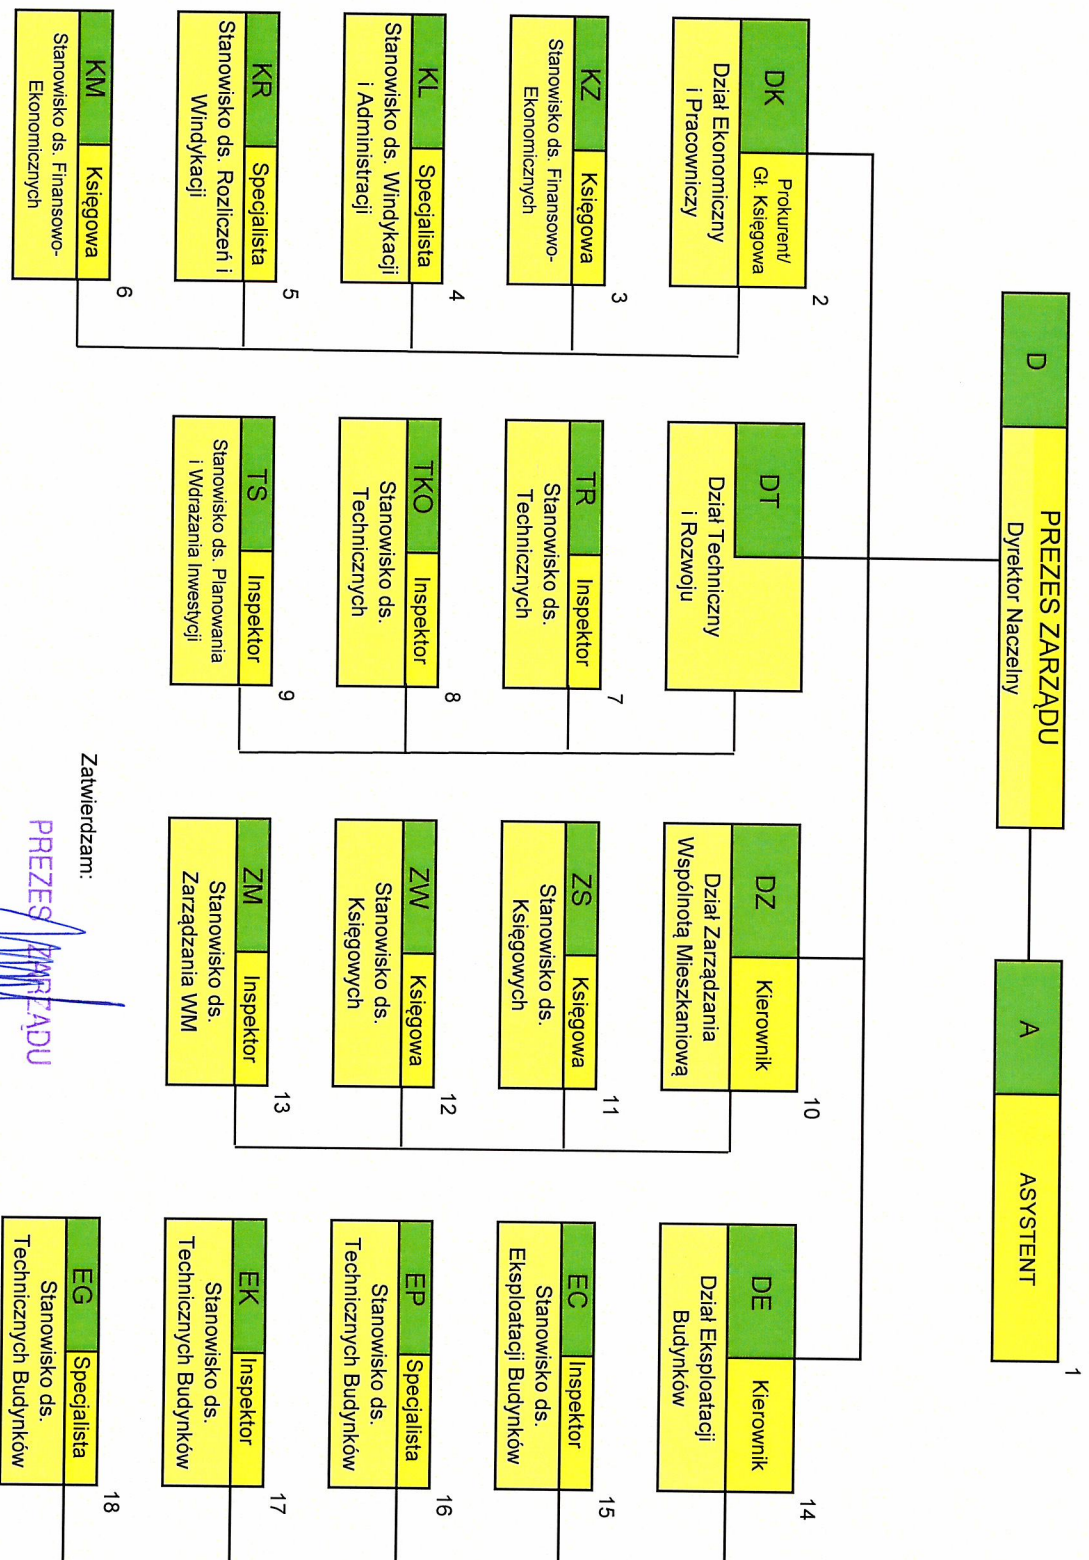 D
PREZES ZARZĄDU
Dyrektor Naczelny
A
ASYSTENT
1
DK
Prokurent/
Gł. Księgowa
Dział Ekonomiczny
i Pracowniczy
2
KZ
Księgowa
Stanowisko ds. Finansowo-
Ekonomicznych
3
KL
Specjalista
Stanowisko ds. Windykacji
i Administracji
4
KR
Specjalista
Stanowisko ds. Rozliczeń i
Windykacji
5
KM
Księgowa
Stanowisko ds. Finansowo-
Ekonomicznych
6
DT
Dział Techniczny
i Rozwoju
TR
Inspektor
Stanowisko ds.
Technicznych
7
TKO
Inspektor
Stanowisko ds.
Technicznych
8
TS
Inspektor
Stanowisko ds. Planowania
i Wdrażania Inwestycji
9
DZ
Kierownik
Dział Zarządzania
Wspólnotą Mieszkaniową
10
ZS
Księgowa
Stanowisko ds.
Księgowych
11
ZW
Księgowa
Stanowisko ds.
Księgowych
12
ZM
Inspektor
Stanowisko ds.
Zarządzania WM
13
DE
Kierownik
Dział Eksploatacji
Budynków
14
EC
Inspektor
Stanowisko ds.
Eksploatacji Budynków
15
EP
Specjalista
Stanowisko ds.
Technicznych Budynków
16
EK
Inspektor
Stanowisko ds.
Technicznych Budynków
17
EG
Specjalista
Stanowisko ds.
Technicznych Budynków
18
Zatwierdzam:
PREZES ZARZĄDU